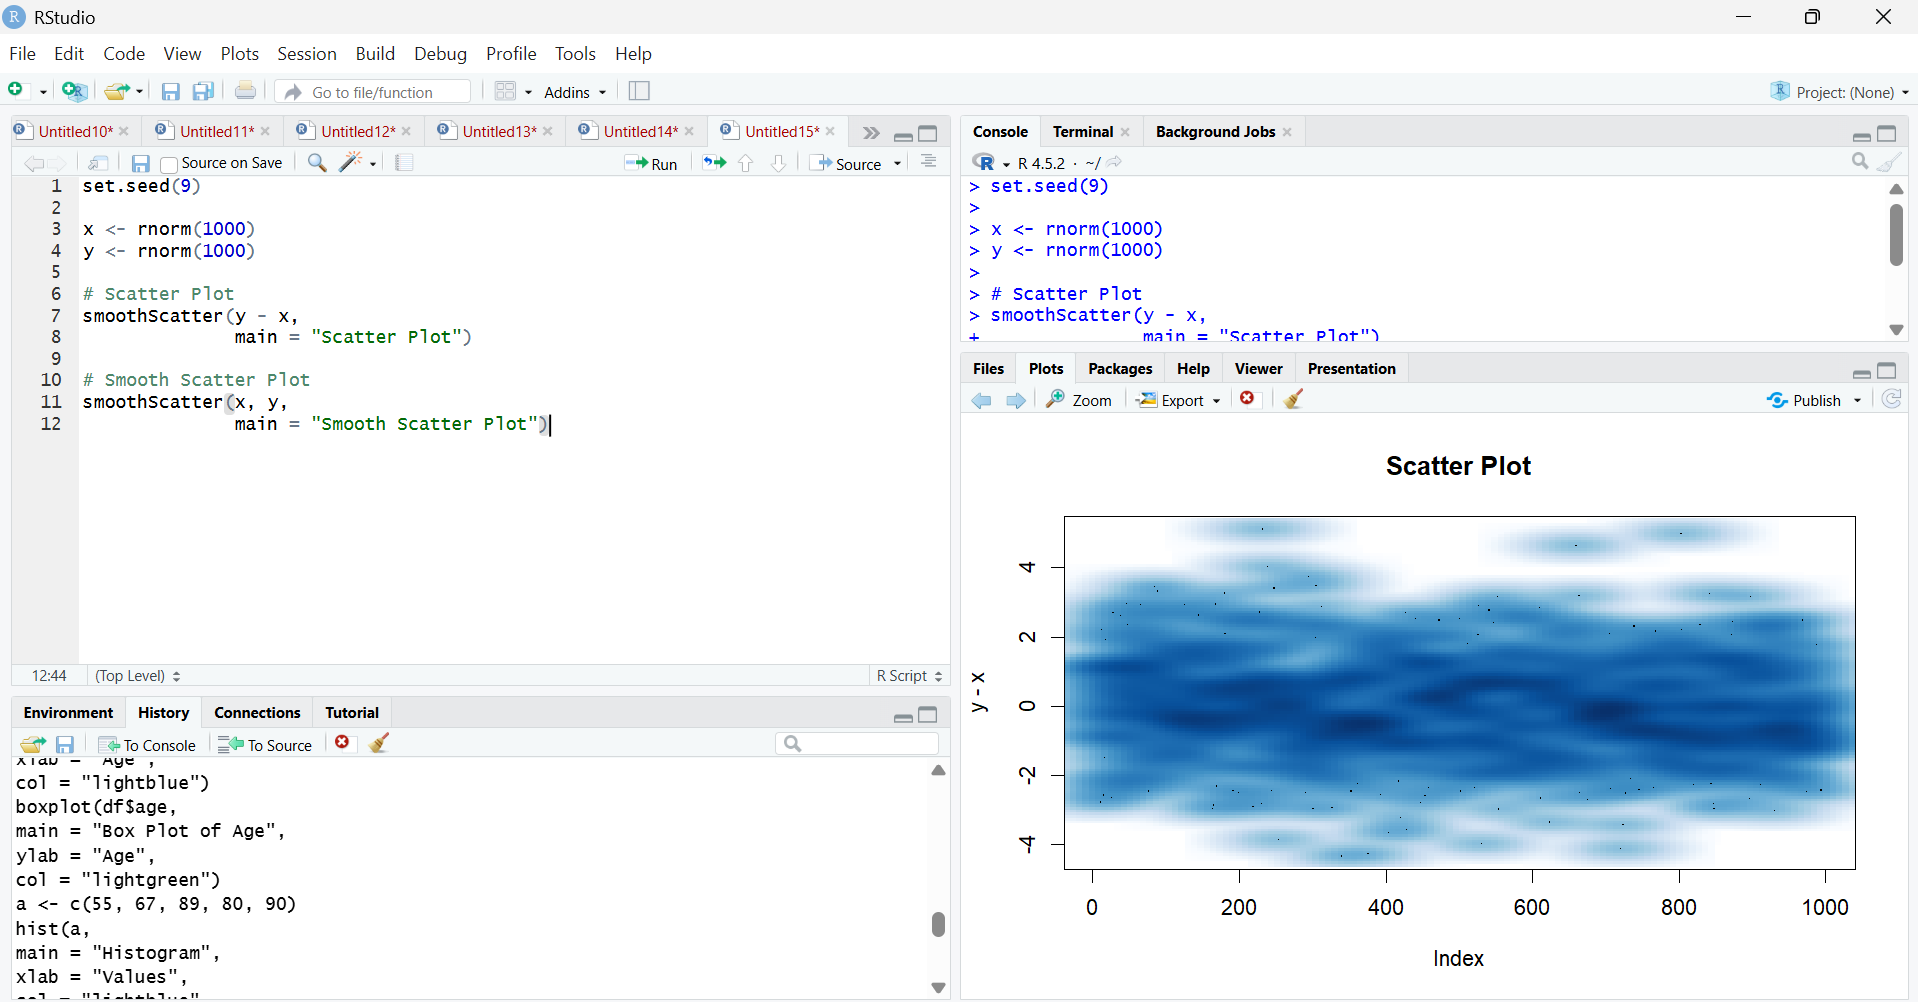 RStudio
File Edit Code View Plots Session Build Debug Profile Tools Help
Go to file/function Addins Project: (None)
Untitled10* Untitled11* Untitled12* Untitled13* Untitled14* Untitled15*
Source on Save Run Source
1 set.seed(9)
2
3 x <- rnorm(1000)
4 y <- rnorm(1000)
5
6 # Scatter Plot
7 smoothScatter(y - x,
8 main = "Scatter Plot")
9
10 # Smooth Scatter Plot
11 smoothScatter(x, y,
12 main = "Smooth Scatter Plot")
12:44 (Top Level) R Script
Environment History Connections Tutorial
To Console To Source
xlab = "Age",
col = "lightblue")
boxplot(df$age,
main = "Box Plot of Age",
ylab = "Age",
col = "lightgreen")
a <- c(55, 67, 89, 80, 90)
hist(a,
main = "Histogram",
xlab = "Values",
col = "lightblue"
Console Terminal Background Jobs
R 4.5.2 · ~/
> set.seed(9)
>
> x <- rnorm(1000)
> y <- rnorm(1000)
>
> # Scatter Plot
> smoothScatter(y - x,
+ main = "Scatter Plot")
Files Plots Packages Help Viewer Presentation
Zoom Export Publish
Scatter Plot
4
2
0
-2
-4
y - x
0 200 400 600 800 1000
Index